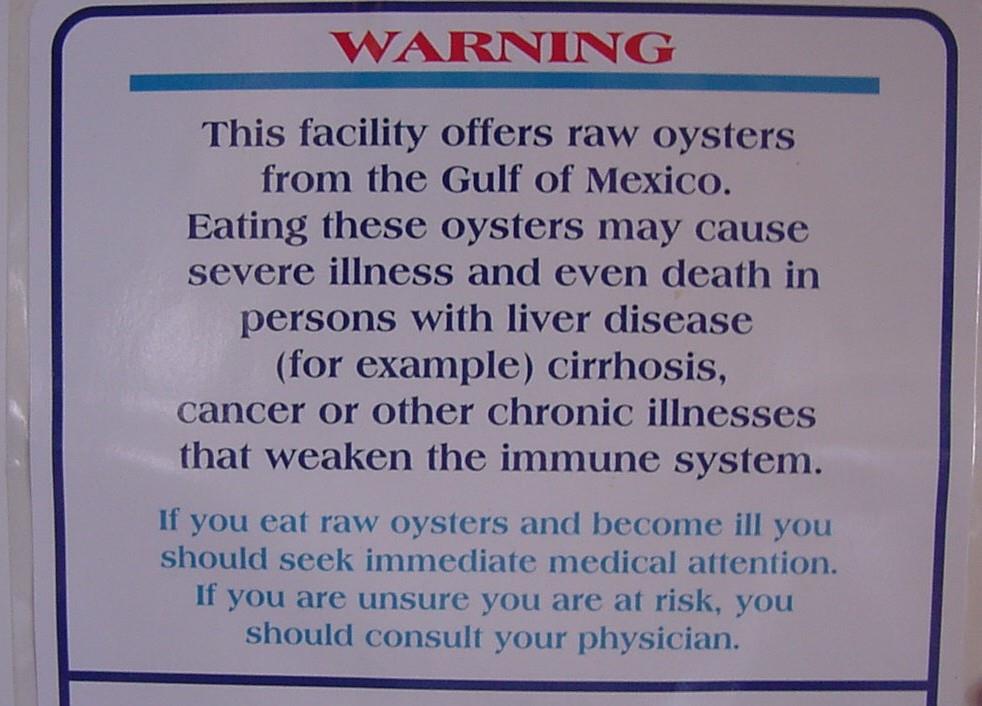 WARNING
This facility offers raw oysters
from the Gulf of Mexico.
Eating these oysters may cause
severe illness and even death in
persons with liver disease
(for example) cirrhosis,
cancer or other chronic illnesses
that weaken the immune system.
If you eat raw oysters and become ill you
should seek immediate medical attention.
If you are unsure you are at risk, you
should consult your physician.